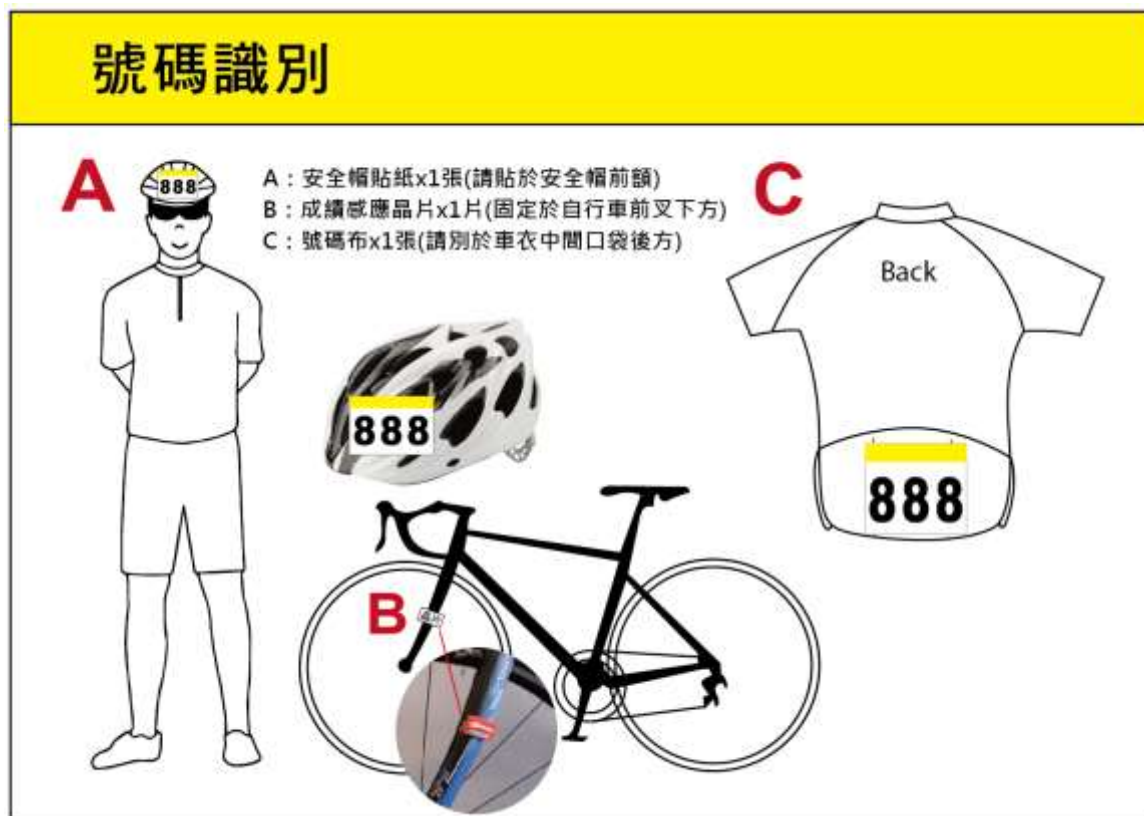 號碼識別
A
888
A：安全帽貼紙x1張(請貼於安全帽前額)
B：成績感應晶片x1片(固定於自行車前叉下方)
C：號碼布x1張(請別於車衣中間口袋後方)
C
Back
888
888
B
晶片